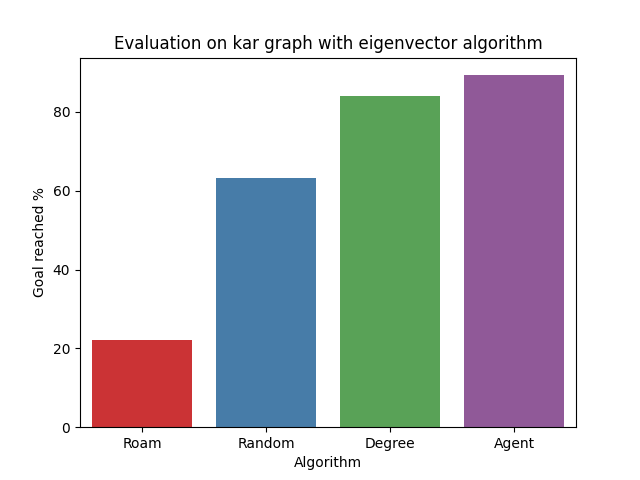 Evaluation on kar graph with eigenvector algorithm
Goal reached %
80
60
40
20
0
Roam Random Degree Agent
Algorithm